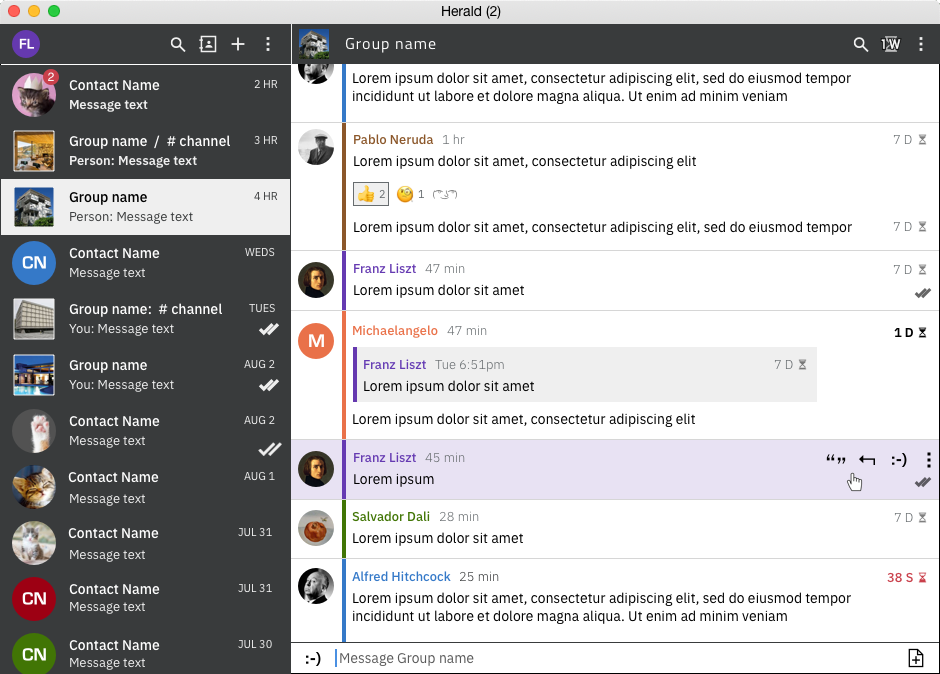 Herald (2)
FL
Group name
1W
2
Contact Name
2 HR
Message text
Group name / # channel
3 HR
Person: Message text
Group name
4 HR
Person: Message text
CN
Contact Name
WEDS
Message text
Group name: # channel
TUES
You: Message text
Group name
AUG 2
You: Message text
Contact Name
AUG 2
Message text
Contact Name
AUG 1
Message text
Contact Name
JUL 31
Message text
CN
Contact Name
JUL 31
Message text
CN
Contact Name
JUL 30
Message text
Lorem ipsum dolor sit amet, consectetur adipiscing elit, sed do eiusmod tempor
incididunt ut labore et dolore magna aliqua. Ut enim ad minim veniam
Pablo Neruda 1 hr
7 D
Lorem ipsum dolor sit amet, consectetur adipiscing elit
👍 2 🧐 1
Lorem ipsum dolor sit amet, consectetur adipiscing elit, sed do eiusmod tempor
7 D
Franz Liszt 47 min
7 D
Lorem ipsum dolor sit amet
M
Michaelangelo 47 min
1 D
Franz Liszt Tue 6:51pm
7 D
Lorem ipsum dolor sit amet
Lorem ipsum dolor sit amet, consectetur adipiscing elit
Franz Liszt 45 min
“ ” :-)
Lorem ipsum
Salvador Dali 28 min
7 D
Lorem ipsum dolor sit amet
Alfred Hitchcock 25 min
38 S
Lorem ipsum dolor sit amet, consectetur adipiscing elit, sed do eiusmod tempor
incididunt ut labore et dolore magna aliqua. Ut enim ad minim veniam
:-) Message Group name